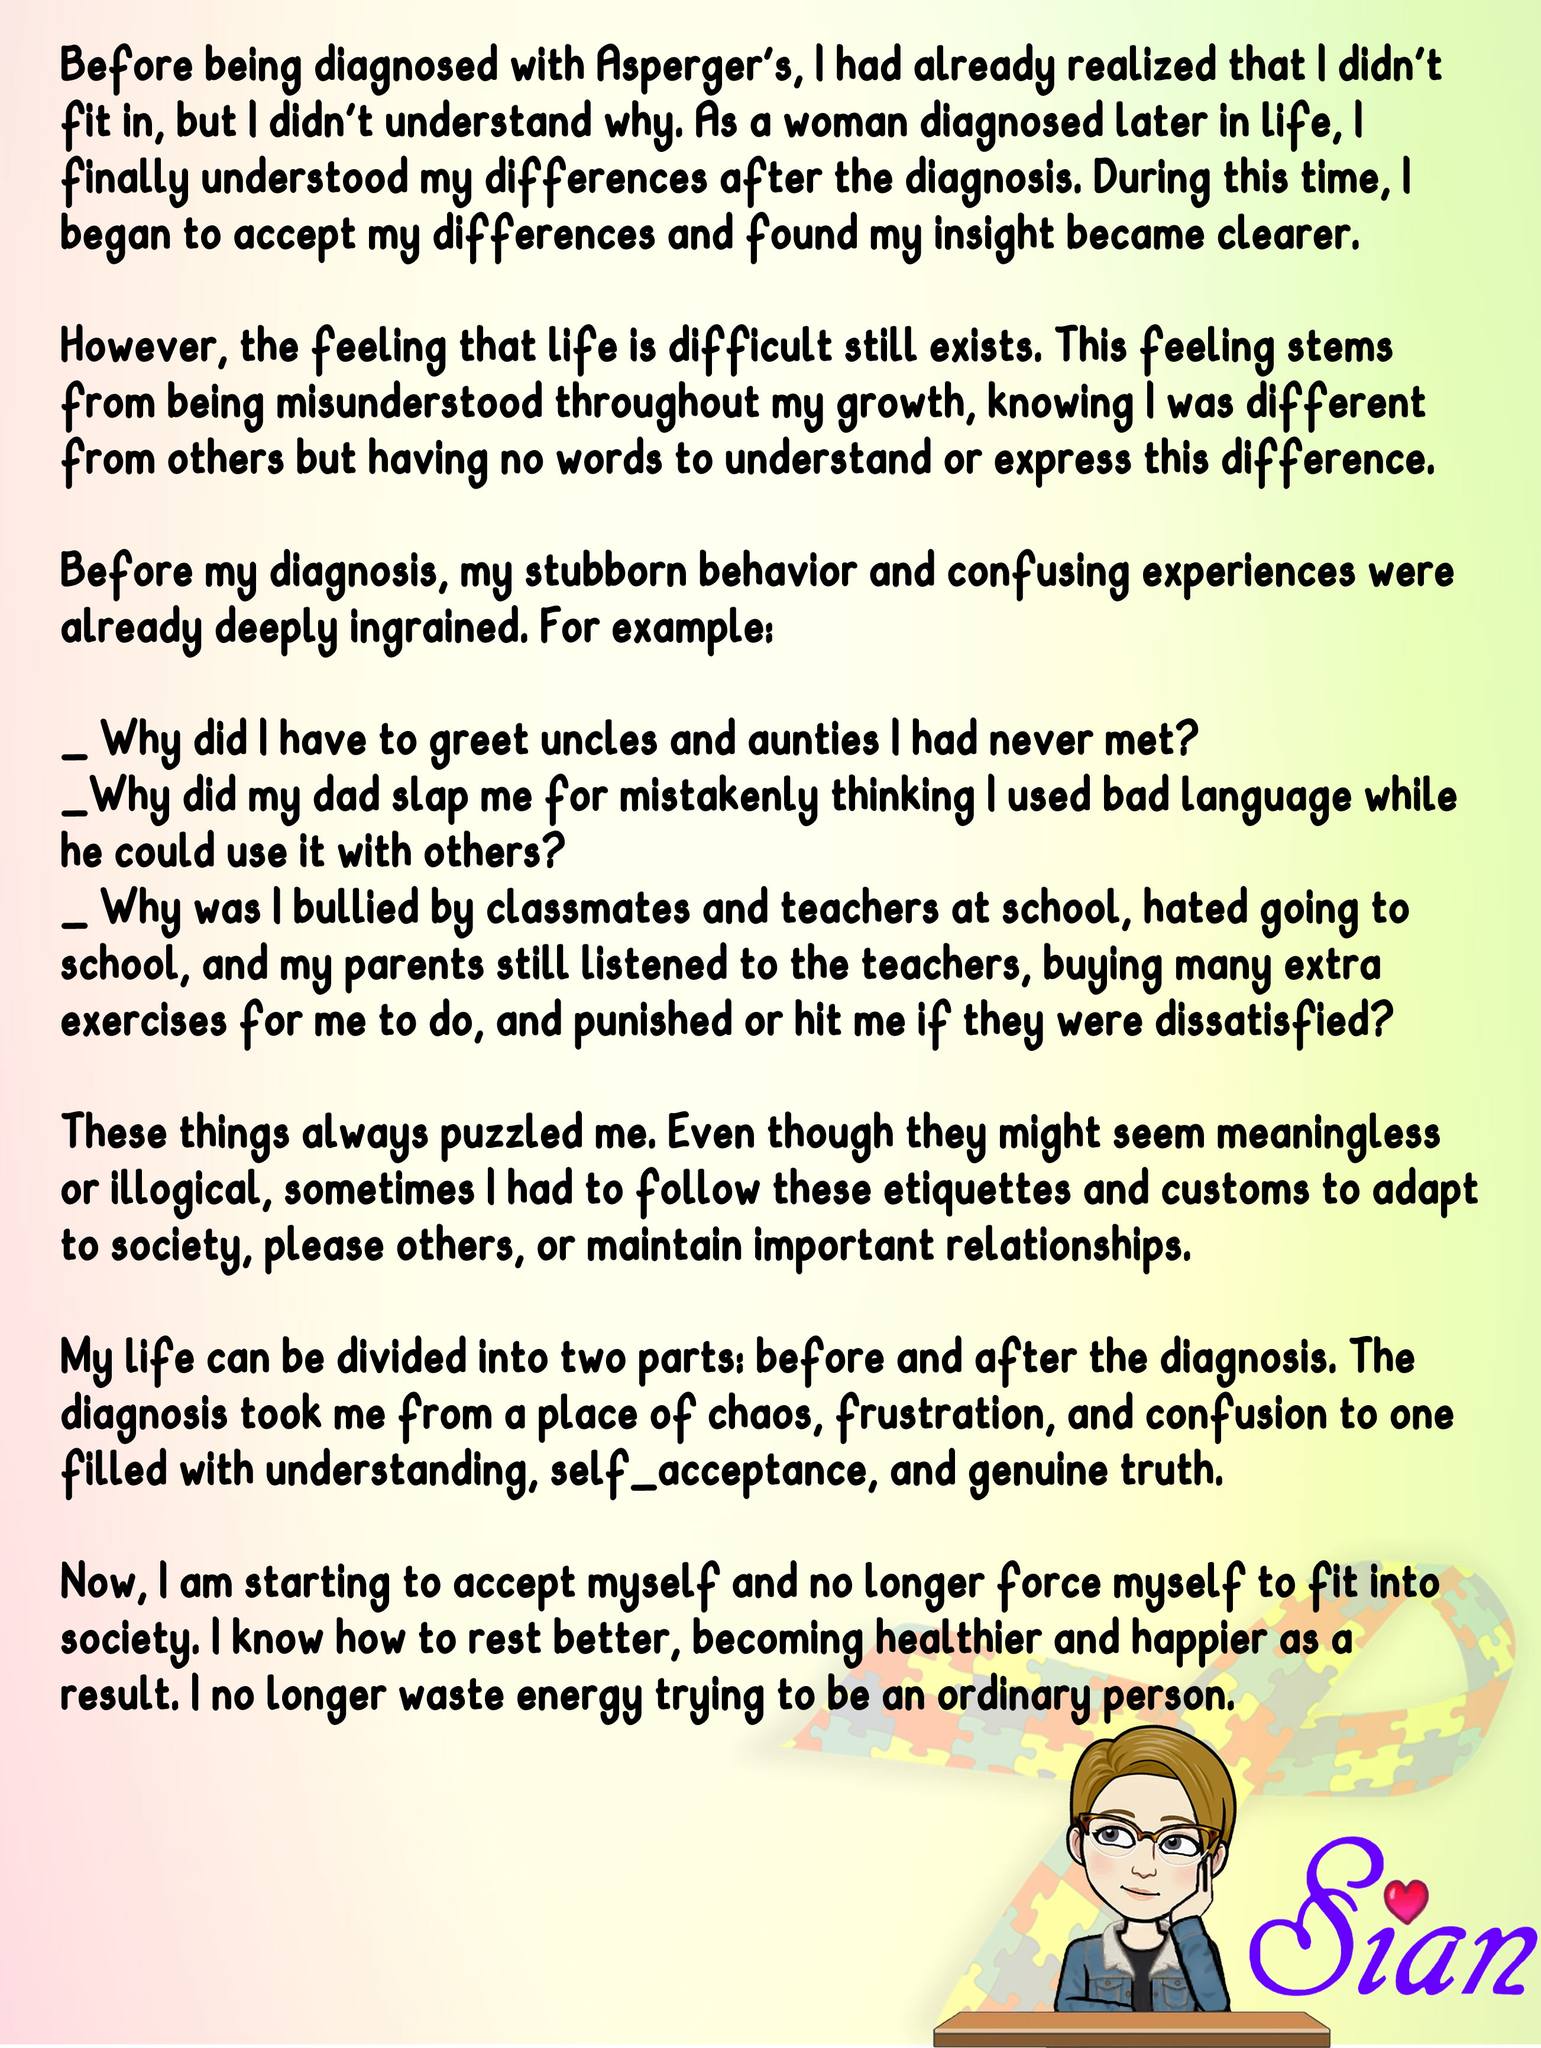 Before being diagnosed with Asperger's, I had already realized that I didn't
fit in, but I didn't understand why. As a woman diagnosed later in life, I
finally understood my differences after the diagnosis. During this time, I
began to accept my differences and found my insight became clearer.
However, the feeling that life is difficult still exists. This feeling stems
from being misunderstood throughout my growth, knowing I was different
from others but having no words to understand or express this difference.
Before my diagnosis, my stubborn behavior and confusing experiences were
already deeply ingrained. For example:
_ Why did I have to greet uncles and aunties I had never met?
_Why did my dad slap me for mistakenly thinking I used bad language while
he could use it with others?
_ Why was I bullied by classmates and teachers at school, hated going to
school, and my parents still listened to the teachers, buying many extra
exercises for me to do, and punished or hit me if they were dissatisfied?
These things always puzzled me. Even though they might seem meaningless
or illogical, sometimes I had to follow these etiquettes and customs to adapt
to society, please others, or maintain important relationships.
My life can be divided into two parts: before and after the diagnosis. The
diagnosis took me from a place of chaos, frustration, and confusion to one
filled with understanding, self_acceptance, and genuine truth.
Now, I am starting to accept myself and no longer force myself to fit into
society. I know how to rest better, becoming healthier and happier as a
result. I no longer waste energy trying to be an ordinary person.
Sian